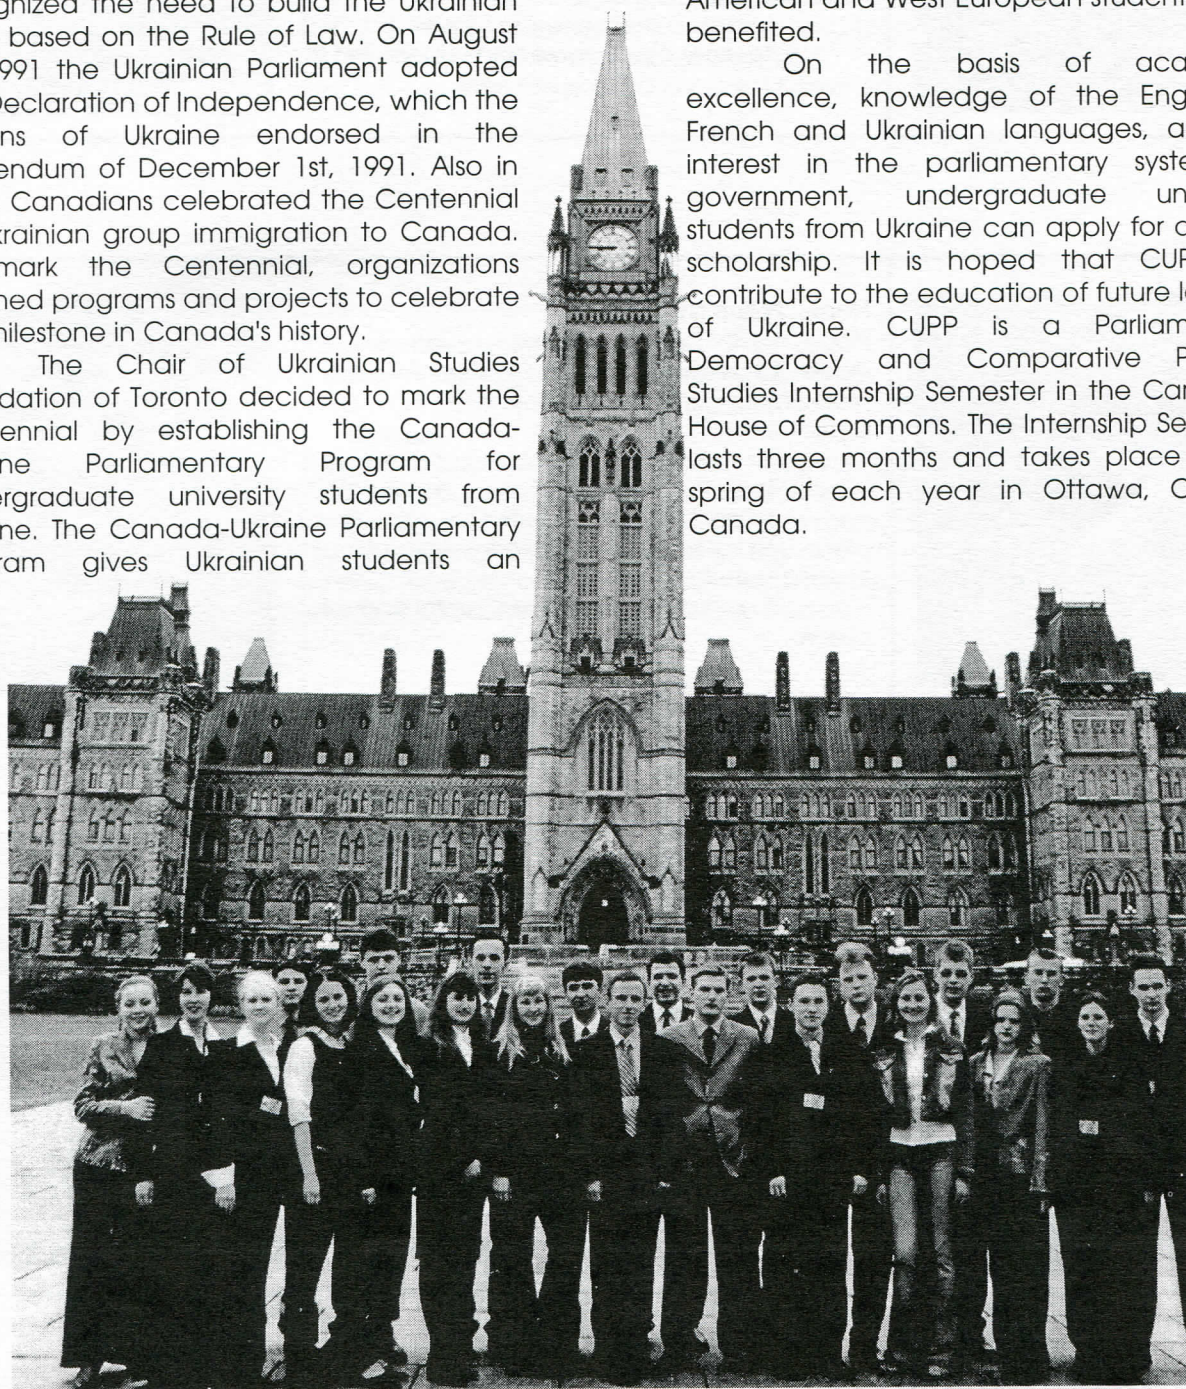 gnized the need to build the Ukrainian
based on the Rule of Law. On August
991 the Ukrainian Parliament adopted
Declaration of Independence, which the
ns of Ukraine endorsed in the
endum of December 1st, 1991. Also in
Canadians celebrated the Centennial
krainian group immigration to Canada.
mark the Centennial, organizations
ned programs and projects to celebrate
milestone in Canada's history.
The Chair of Ukrainian Studies
dation of Toronto decided to mark the
ennial by establishing the Canada-
ne Parliamentary Program for
ergraduate university students from
ne. The Canada-Ukraine Parliamentary
ram gives Ukrainian students an
American and West European student
benefited.
On the basis of aca
excellence, knowledge of the Eng
French and Ukrainian languages, a
interest in the parliamentary syste
government, undergraduate un
students from Ukraine can apply for a
scholarship. It is hoped that CUP
contribute to the education of future l
of Ukraine. CUPP is a Parliam
Democracy and Comparative P
Studies Internship Semester in the Can
House of Commons. The Internship Se
lasts three months and takes place
spring of each year in Ottawa, C
Canada.